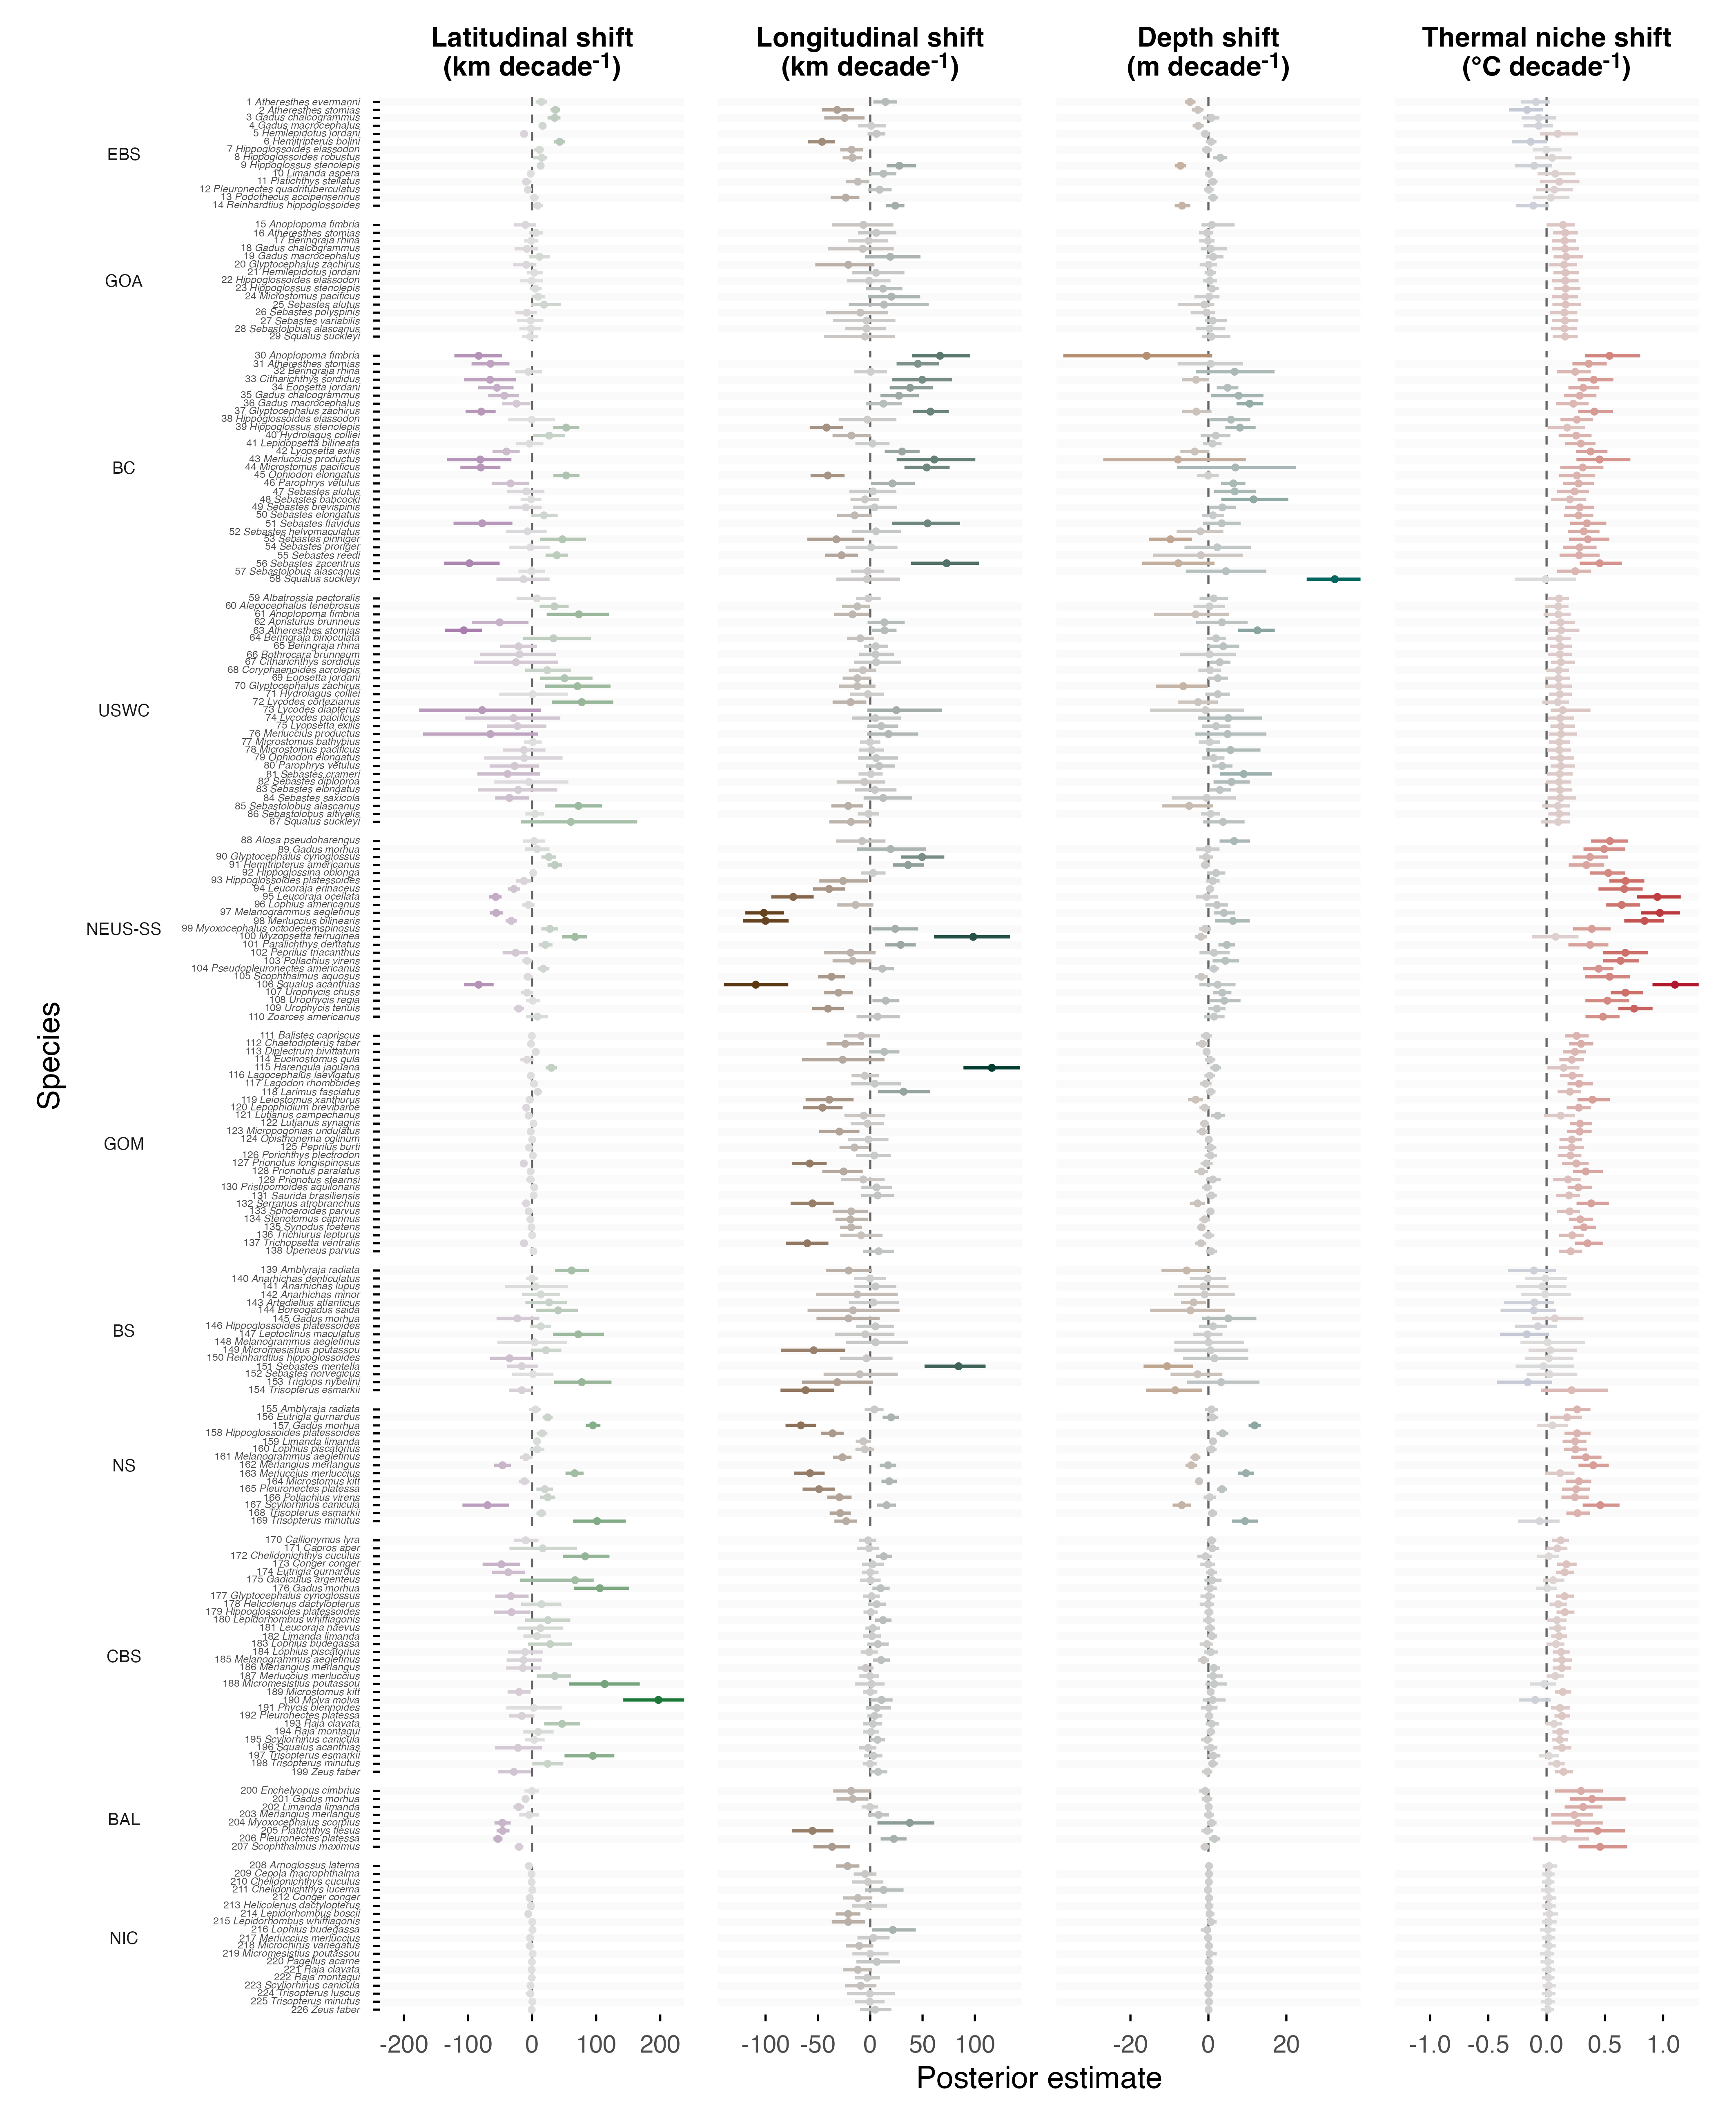 Latitudinal shift
(km decade-1)
Longitudinal shift
(km decade-1)
Depth shift
(m decade-1)
Thermal niche shift
(°C decade-1)
Species
EBS
1 Atheresthes evermanni
2 Atheresthes stomias
3 Gadus chalcogrammus
4 Gadus macrocephalus
5 Hemilepidotus jordani
6 Hemitripterus bolini
7 Hippoglossoides elassodon
8 Hippoglossoides robustus
9 Hippoglossus stenolepis
10 Limanda aspera
11 Platichthys stellatus
12 Pleuronectes quadrituberculatus
13 Podothecus accipenserinus
14 Reinhardtius hippoglossoides
GOA
15 Anoplopoma fimbria
16 Atheresthes stomias
17 Beringraja rhina
18 Gadus chalcogrammus
19 Gadus macrocephalus
20 Glyptocephalus zachirus
21 Hemilepidotus jordani
22 Hippoglossoides elassodon
23 Hippoglossus stenolepis
24 Microstomus pacificus
25 Sebastes alutus
26 Sebastes polyspinis
27 Sebastes variabilis
28 Sebastolobus alascanus
29 Squalus suckleyi
BC
30 Anoplopoma fimbria
31 Atheresthes stomias
32 Beringraja rhina
33 Citharichthys sordidus
34 Eopsetta jordani
35 Gadus chalcogrammus
36 Gadus macrocephalus
37 Glyptocephalus zachirus
38 Hippoglossoides elassodon
39 Hippoglossus stenolepis
40 Hydrolagus colliei
41 Lepidopsetta bilineata
42 Lyopsetta exilis
43 Merluccius productus
44 Microstomus pacificus
45 Ophiodon elongatus
46 Parophrys vetulus
47 Sebastes alutus
48 Sebastes babcocki
49 Sebastes brevispinis
50 Sebastes elongatus
51 Sebastes flavidus
52 Sebastes helvomaculatus
53 Sebastes pinniger
54 Sebastes proriger
55 Sebastes reedi
56 Sebastes zacentrus
57 Sebastolobus alascanus
58 Squalus suckleyi
USWC
59 Albatrossia pectoralis
60 Alepocephalus tenebrosus
61 Anoplopoma fimbria
62 Apristurus brunneus
63 Atheresthes stomias
64 Beringraja binoculata
65 Beringraja rhina
66 Bothrocara brunneum
67 Citharichthys sordidus
68 Coryphaenoides acrolepis
69 Eopsetta jordani
70 Glyptocephalus zachirus
71 Hydrolagus colliei
72 Lycodes cortezianus
73 Lycodes diapterus
74 Lycodes pacificus
75 Lyopsetta exilis
76 Merluccius productus
77 Microstomus bathybius
78 Microstomus pacificus
79 Ophiodon elongatus
80 Parophrys vetulus
81 Sebastes crameri
82 Sebastes diploproa
83 Sebastes elongatus
84 Sebastes saxicola
85 Sebastolobus alascanus
86 Sebastolobus altivelis
87 Squalus suckleyi
NEUS-SS
88 Alosa pseudoharengus
89 Gadus morhua
90 Glyptocephalus cynoglossus
91 Hemitripterus americanus
92 Hippoglossina oblonga
93 Hippoglossoides platessoides
94 Leucoraja erinaceus
95 Leucoraja ocellata
96 Lophius americanus
97 Melanogrammus aeglefinus
98 Merluccius bilinearis
99 Myoxocephalus octodecemspinosus
100 Myzopsetta ferruginea
101 Paralichthys dentatus
102 Peprilus triacanthus
103 Pollachius virens
104 Pseudopleuronectes americanus
105 Scophthalmus aquosus
106 Squalus acanthias
107 Urophycis chuss
108 Urophycis regia
109 Urophycis tenuis
110 Zoarces americanus
GOM
111 Balistes capriscus
112 Chaetodipterus faber
113 Diplectrum bivittatum
114 Eucinostomus gula
115 Harengula jaguana
116 Lagocephalus laevigatus
117 Lagodon rhomboides
118 Larimus fasciatus
119 Leiostomus xanthurus
120 Lepophidium brevibarbe
121 Lutjanus campechanus
122 Lutjanus synagris
123 Micropogonias undulatus
124 Opisthonema oglinum
125 Peprilus burti
126 Porichthys plectrodon
127 Prionotus longispinosus
128 Prionotus paralatus
129 Prionotus stearnsi
130 Pristipomoides aquilonaris
131 Saurida brasiliensis
132 Serranus atrobranchus
133 Sphoeroides parvus
134 Stenotomus caprinus
135 Synodus foetens
136 Trichiurus lepturus
137 Trichopsetta ventralis
138 Upeneus parvus
BS
139 Amblyraja radiata
140 Anarhichas denticulatus
141 Anarhichas lupus
142 Anarhichas minor
143 Artediellus atlanticus
144 Boreogadus saida
145 Gadus morhua
146 Hippoglossoides platessoides
147 Leptoclinus maculatus
148 Melanogrammus aeglefinus
149 Micromesistius poutassou
150 Reinhardtius hippoglossoides
151 Sebastes mentella
152 Sebastes norvegicus
153 Triglops nybelini
154 Trisopterus esmarkii
NS
155 Amblyraja radiata
156 Eutrigla gurnardus
157 Gadus morhua
158 Hippoglossoides platessoides
159 Limanda limanda
160 Lophius piscatorius
161 Melanogrammus aeglefinus
162 Merlangius merlangus
163 Merluccius merluccius
164 Microstomus kitt
165 Pleuronectes platessa
166 Pollachius virens
167 Scyliorhinus canicula
168 Trisopterus esmarkii
169 Trisopterus minutus
CBS
170 Callionymus lyra
171 Capros aper
172 Chelidonichthys cuculus
173 Conger conger
174 Eutrigla gurnardus
175 Gadiculus argenteus
176 Gadus morhua
177 Glyptocephalus cynoglossus
178 Helicolenus dactylopterus
179 Hippoglossoides platessoides
180 Lepidorhombus whiffiagonis
181 Leucoraja naevus
182 Limanda limanda
183 Lophius budegassa
184 Lophius piscatorius
185 Melanogrammus aeglefinus
186 Merlangius merlangus
187 Merluccius merluccius
188 Micromesistius poutassou
189 Microstomus kitt
190 Molva molva
191 Phycis blennoides
192 Pleuronectes platessa
193 Raja clavata
194 Raja montagui
195 Scyliorhinus canicula
196 Squalus acanthias
197 Trisopterus esmarkii
198 Trisopterus minutus
199 Zeus faber
BAL
200 Enchelyopus cimbrius
201 Gadus morhua
202 Limanda limanda
203 Merlangius merlangus
204 Myoxocephalus scorpius
205 Platichthys flesus
206 Pleuronectes platessa
207 Scophthalmus maximus
NIC
208 Arnoglossus laterna
209 Cepola macrophthalma
210 Chelidonichthys cuculus
211 Chelidonichthys lucerna
212 Conger conger
213 Helicolenus dactylopterus
214 Lepidorhombus boscii
215 Lepidorhombus whiffiagonis
216 Lophius budegassa
217 Merluccius merluccius
218 Microchirus variegatus
219 Micromesistius poutassou
220 Pagellus acarne
221 Raja clavata
222 Raja montagui
223 Scyliorhinus canicula
224 Trisopterus luscus
225 Trisopterus minutus
226 Zeus faber
-200 -100 0 100 200
-100 -50 0 50 100
-20 0 20
-1.0 -0.5 0.0 0.5 1.0
Posterior estimate